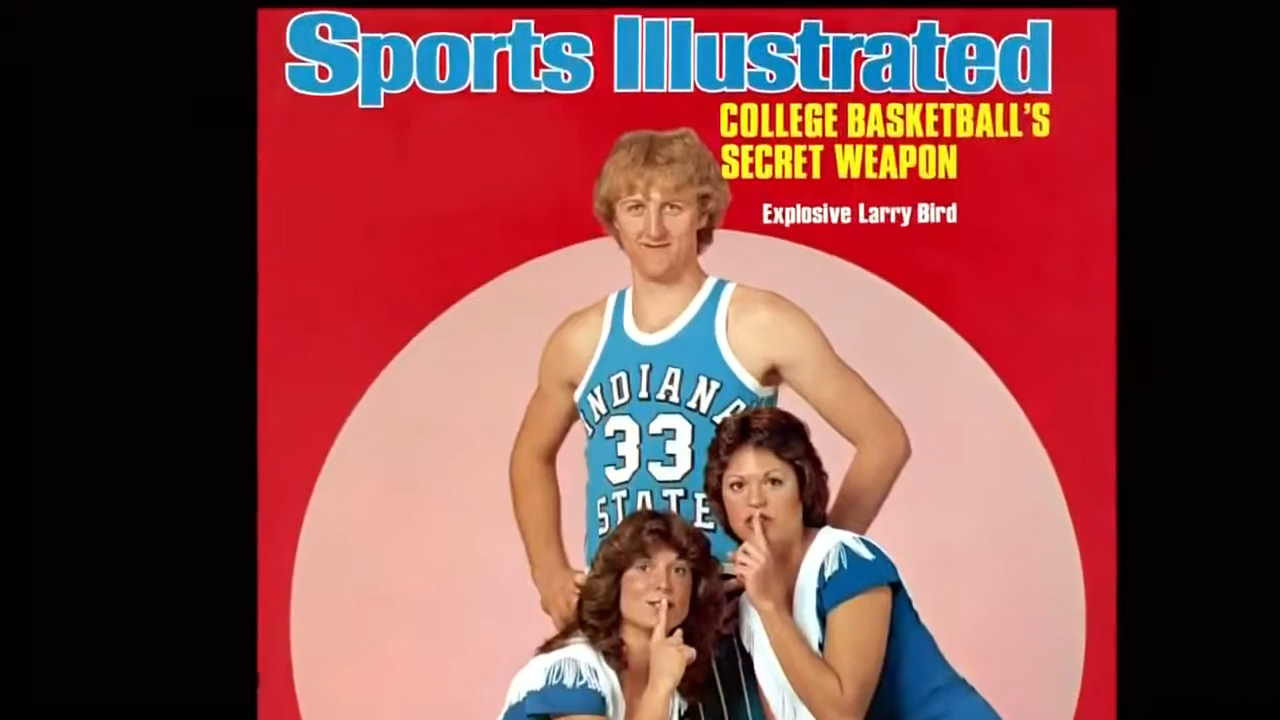 Sports Illustrated
COLLEGE BASKETBALL'S
SECRET WEAPON
Explosive Larry Bird
INDIANA
33
STATE